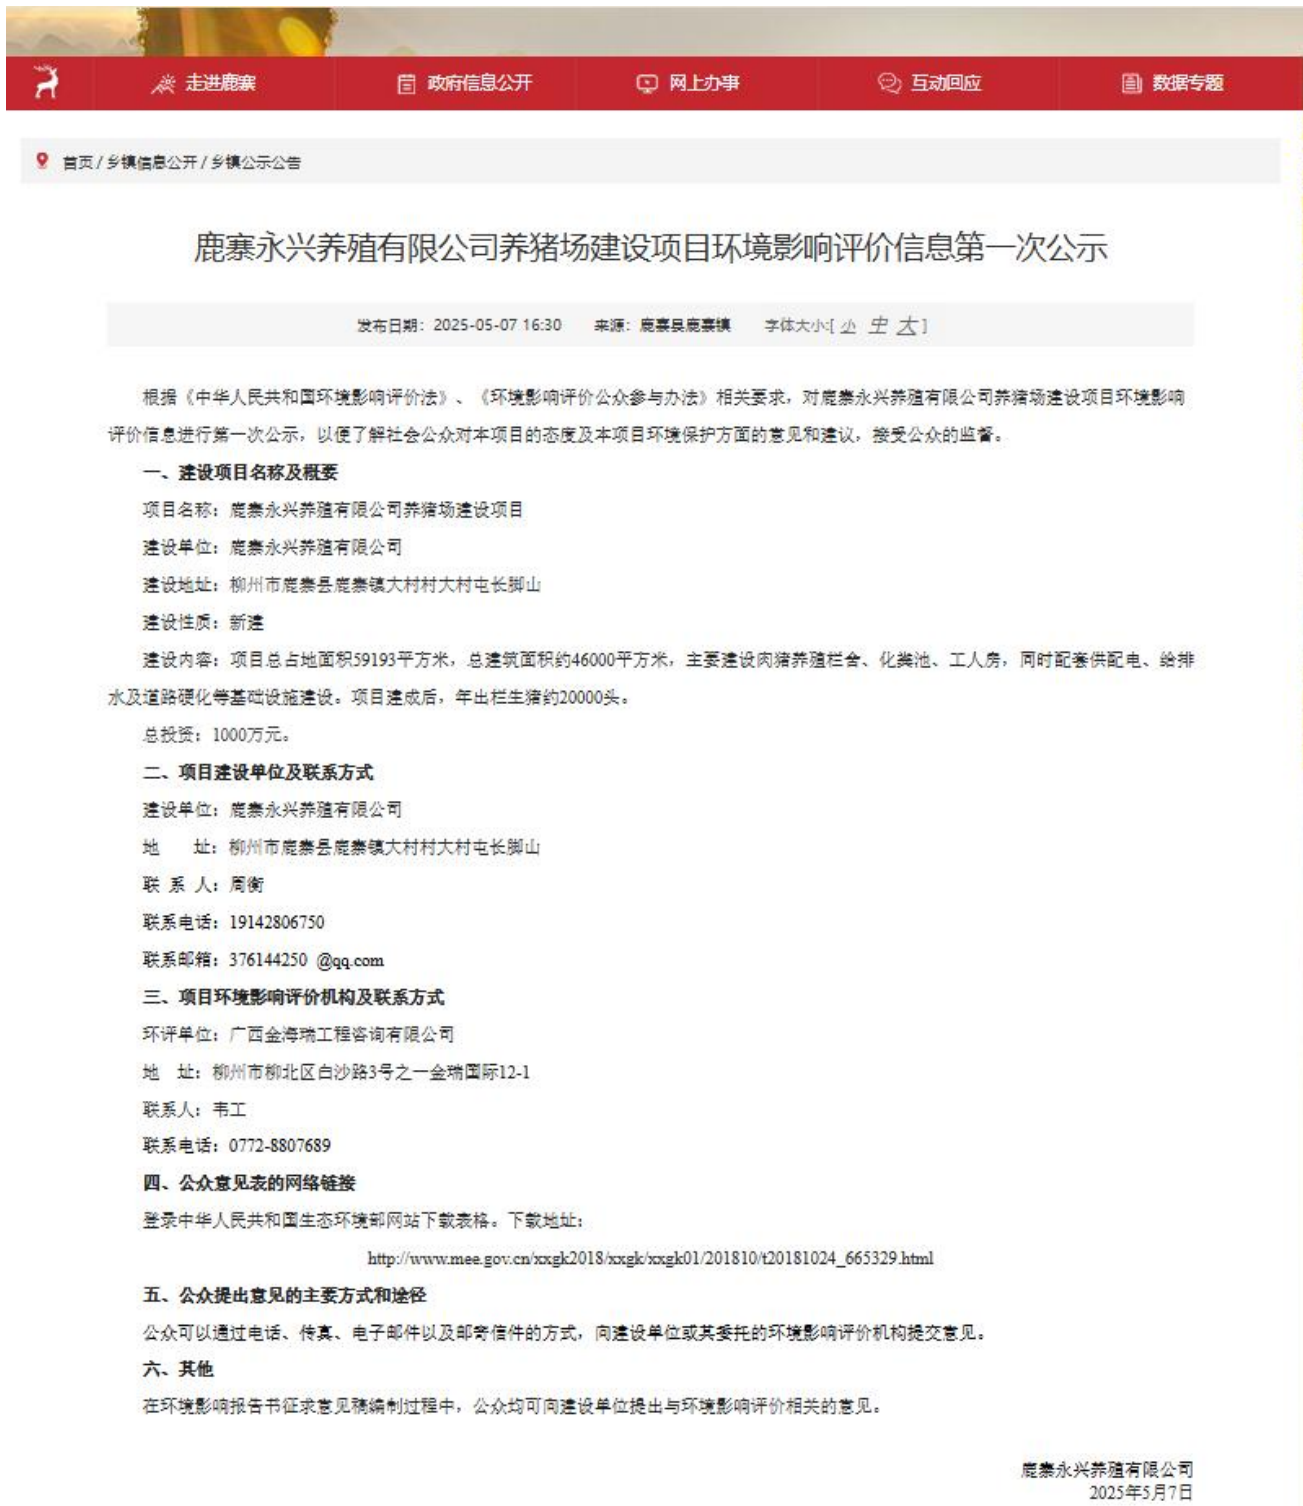 走进鹿寨 政府信息公开 网上办事 互动回应 数据专题
首页 / 乡镇信息公开 / 乡镇公示公告
鹿寨永兴养殖有限公司养猪场建设项目环境影响评价信息第一次公示
发布日期：2025-05-07 16:30 来源：鹿寨县鹿寨镇 字体大小:[ 小 中 大 ]
根据《中华人民共和国环境影响评价法》、《环境影响评价公众参与办法》相关要求，对鹿寨永兴养殖有限公司养猪场建设项目环境影响
评价信息进行第一次公示，以便了解社会公众对本项目的态度及本项目环境保护方面的意见和建议，接受公众的监督。
一、建设项目名称及概要
项目名称：鹿寨永兴养殖有限公司养猪场建设项目
建设单位：鹿寨永兴养殖有限公司
建设地址：柳州市鹿寨县鹿寨镇大村村大村屯长脚山
建设性质：新建
建设内容：项目总占地面积59193平方米，总建筑面积约46000平方米，主要建设肉猪养殖栏舍、化粪池、工人房，同时配套供配电、给排
水及道路硬化等基础设施建设。项目建成后，年出栏生猪约20000头。
总投资：1000万元。
二、项目建设单位及联系方式
建设单位：鹿寨永兴养殖有限公司
地 址：柳州市鹿寨县鹿寨镇大村村大村屯长脚山
联 系 人：周衡
联系电话：19142806750
联系邮箱：376144250 @qq.com
三、项目环境影响评价机构及联系方式
环评单位：广西金海瑞工程咨询有限公司
地 址：柳州市柳北区白沙路3号之一金瑞国际12-1
联系人：韦工
联系电话：0772-8807689
四、公众意见表的网络链接
登录中华人民共和国生态环境部网站下载表格。下载地址：
http://www.mee.gov.cn/xxgk2018/xxgk/xxgk01/201810/t20181024_665329.html
五、公众提出意见的主要方式和途径
公众可以通过电话、传真、电子邮件以及邮寄信件的方式，向建设单位或其委托的环境影响评价机构提交意见。
六、其他
在环境影响报告书征求意见稿编制过程中，公众均可向建设单位提出与环境影响评价相关的意见。
鹿寨永兴养殖有限公司
2025年5月7日